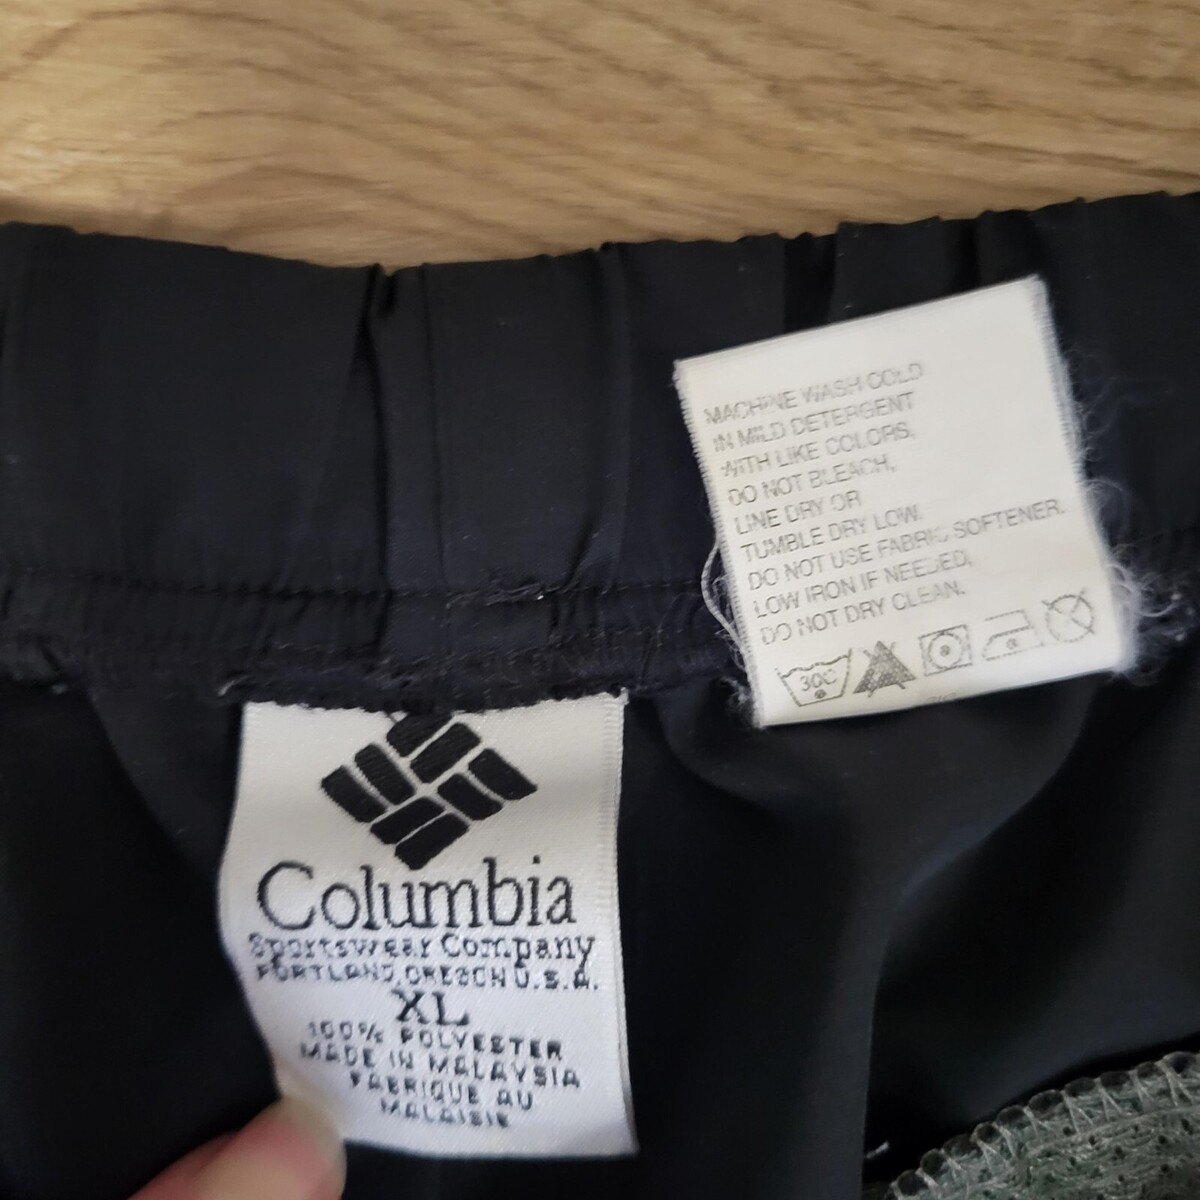 MACHINE WASH COLD
IN MILD DETERGENT
WITH LIKE COLORS,
DO NOT BLEACH,
LINE DRY OR
TUMBLE DRY LOW.
DO NOT USE FABRIC SOFTENER.
LOW IRON IF NEEDED,
DO NOT DRY CLEAN.
30C
Columbia
Sportswear Company
PORTLAND, OREGON U.S.A.
XL
100% POLYESTER
MADE IN MALAYSIA
FABRIQUE AU
MALAISIE